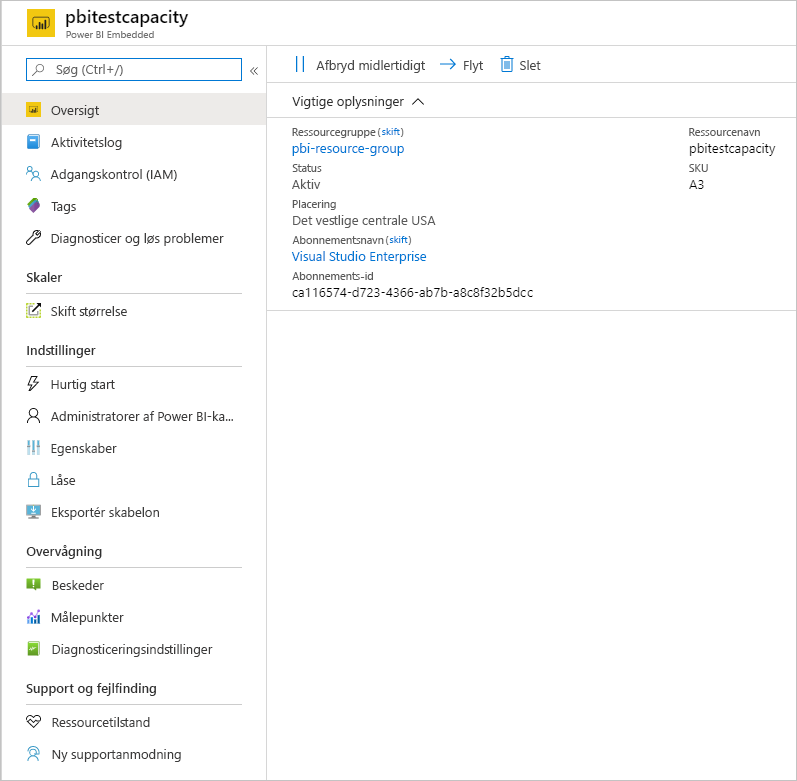 pbitestcapacity
Power BI Embedded
Søg (Ctrl+/)
«
Oversigt
Aktivitetslog
Adgangskontrol (IAM)
Tags
Diagnosticer og løs problemer
Skaler
Skift størrelse
Indstillinger
Hurtig start
Administratorer af Power BI-ka...
Egenskaber
Låse
Eksportér skabelon
Overvågning
Beskeder
Målepunkter
Diagnosticeringsindstillinger
Support og fejlfinding
Ressourcetilstand
Ny supportanmodning
Afbryd midlertidigt Flyt Slet
Vigtige oplysninger
Ressourcegruppe (skift)
pbi-resource-group
Status
Aktiv
Placering
Det vestlige centrale USA
Abonnementsnavn (skift)
Visual Studio Enterprise
Abonnements-id
ca116574-d723-4366-ab7b-a8c8f32b5dcc
Ressourcenavn
pbitestcapacity
SKU
A3